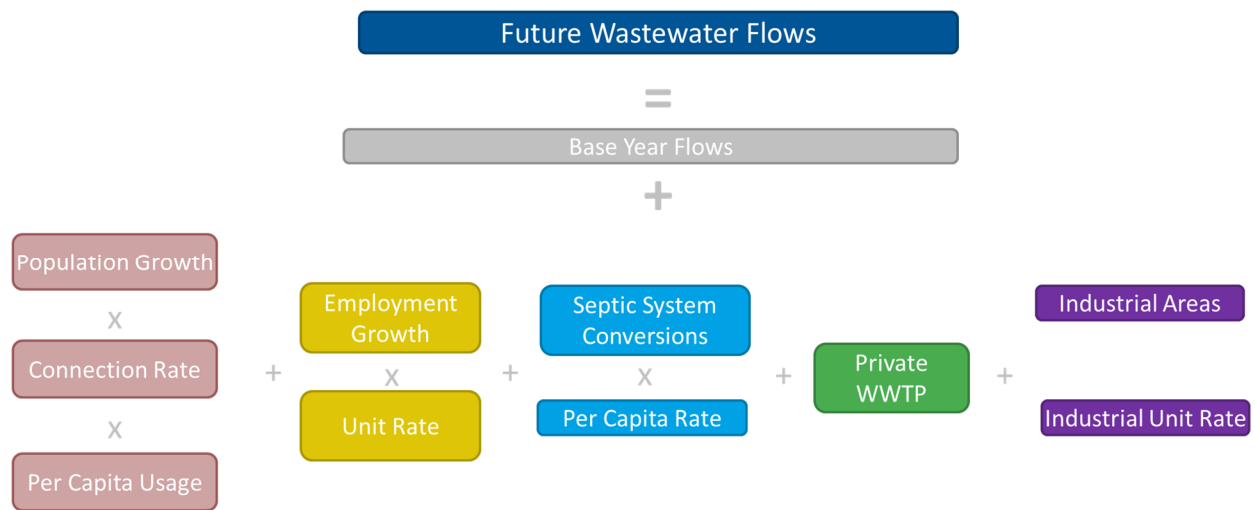 Future Wastewater Flows
=
Base Year Flows
+
Population Growth
x
Connection Rate
x
Per Capita Usage
+
Employment
Growth
x
Unit Rate
+
Septic System
Conversions
x
Per Capita Rate
+
Private
WWTP
+
Industrial Areas
Industrial Unit Rate